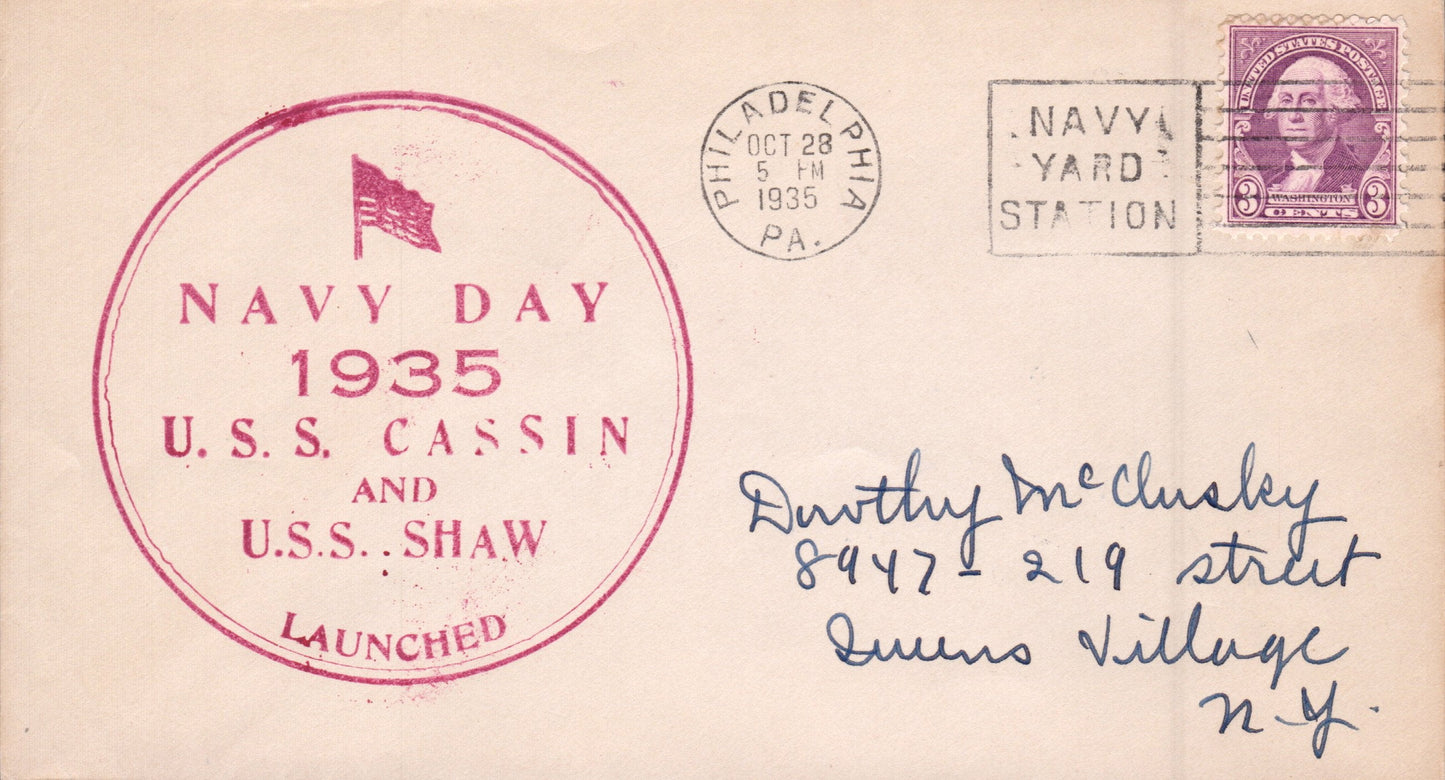 NAVY DAY
1935
U. S. S. CASSIN
AND
U.S.S. SHAW
LAUNCHED
PHILADELPHIA
OCT 28
5 PM
1935
PA.
NAVY
YARD
STATION
UNITED STATES POSTAGE
3 WASHINGTON 3
CENTS
Dorothy McClusky
8947 - 219 street
Queens Village
N-Y.